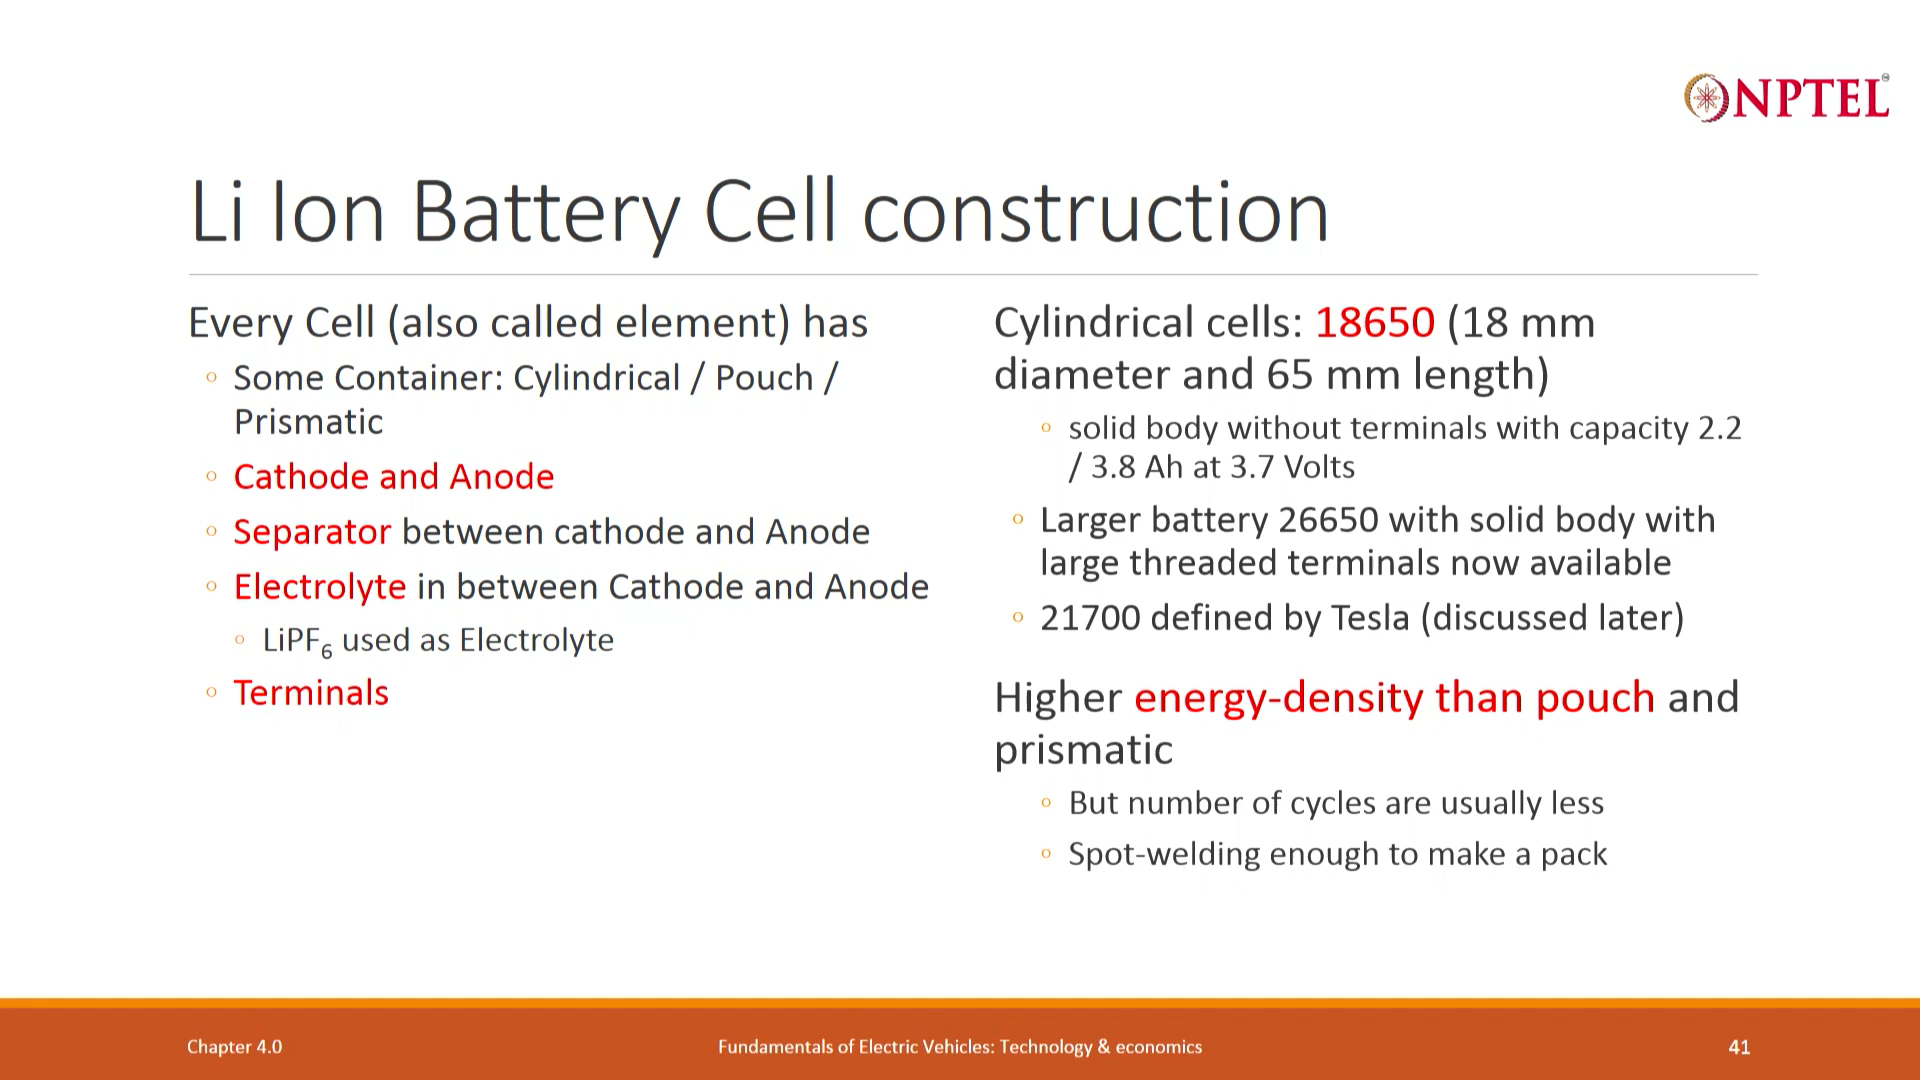 NPTEL
Li Ion Battery Cell construction
Every Cell (also called element) has
◦ Some Container: Cylindrical / Pouch /
Prismatic
◦ Cathode and Anode
◦ Separator between cathode and Anode
◦ Electrolyte in between Cathode and Anode
◦ LiPF₆ used as Electrolyte
◦ Terminals
Cylindrical cells: 18650 (18 mm
diameter and 65 mm length)
◦ solid body without terminals with capacity 2.2
/ 3.8 Ah at 3.7 Volts
◦ Larger battery 26650 with solid body with
large threaded terminals now available
◦ 21700 defined by Tesla (discussed later)
Higher energy-density than pouch and
prismatic
◦ But number of cycles are usually less
◦ Spot-welding enough to make a pack
Chapter 4.0
Fundamentals of Electric Vehicles: Technology & economics
41